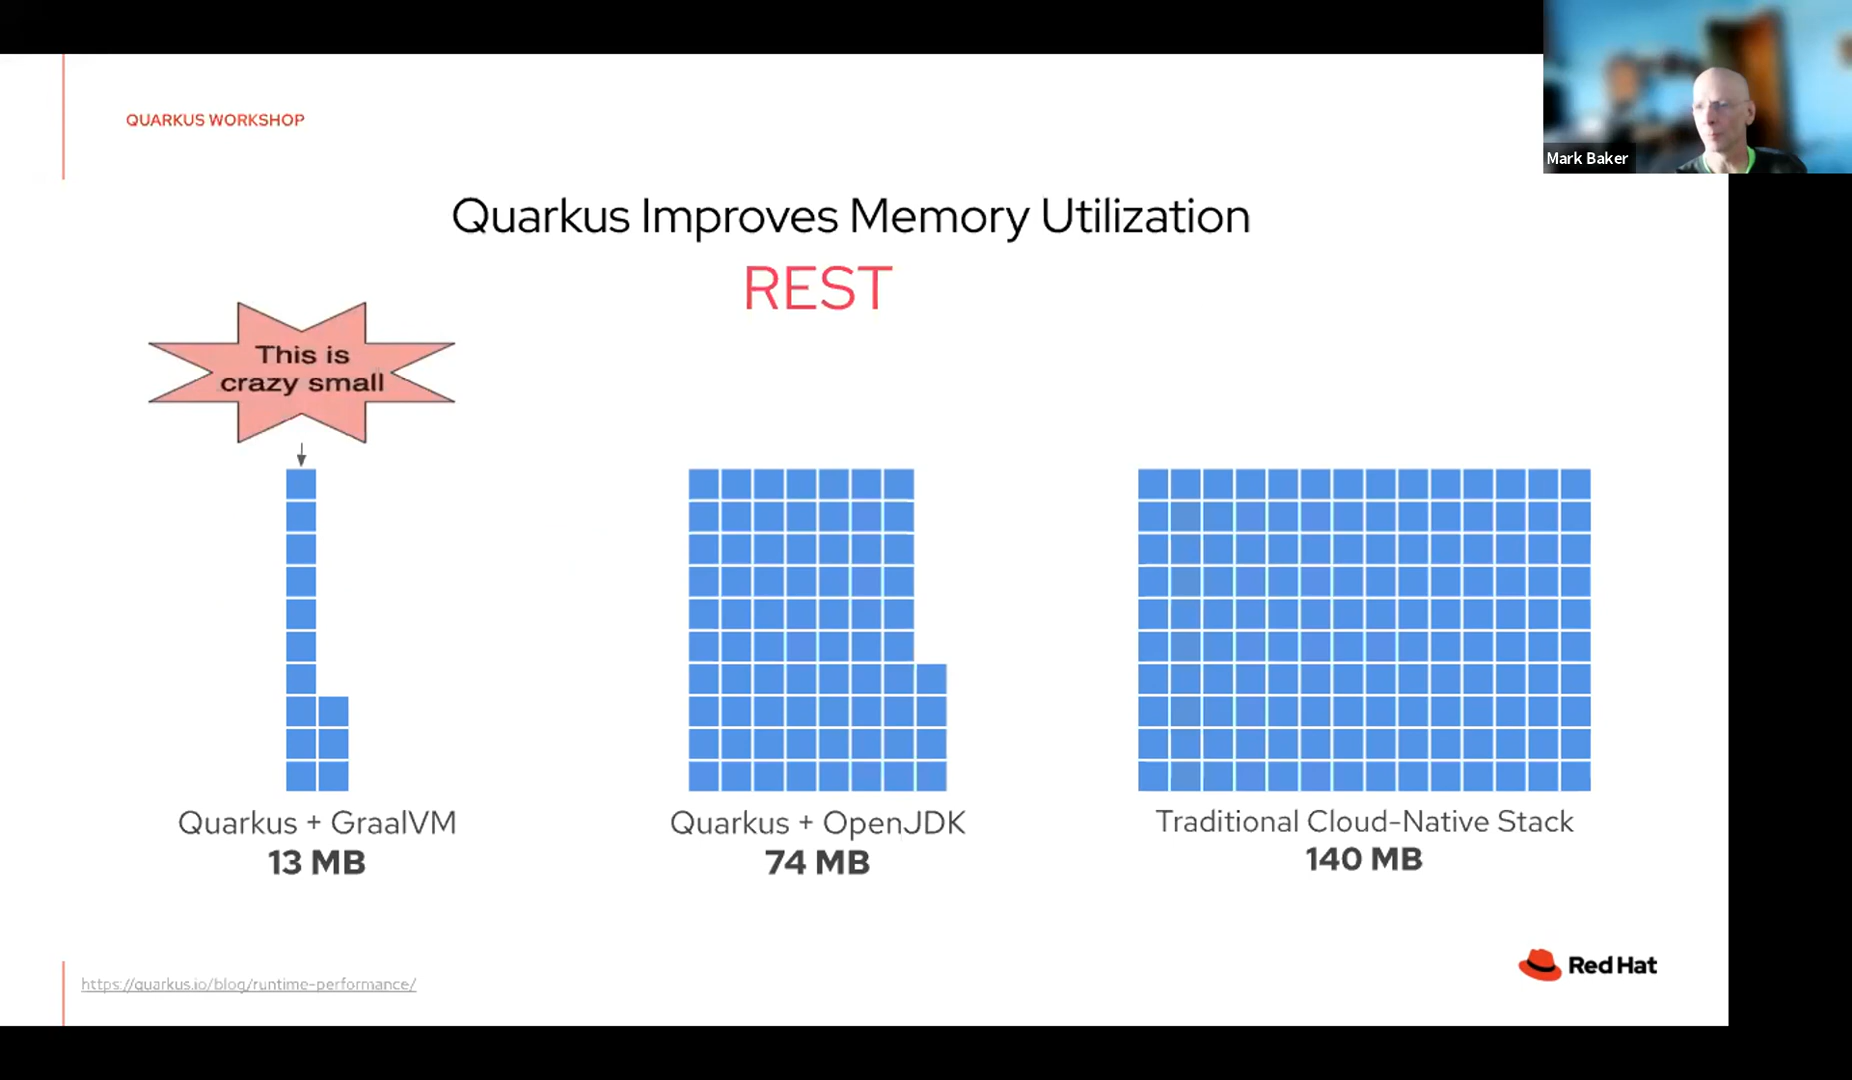 QUARKUS WORKSHOP
Mark Baker
Quarkus Improves Memory Utilization
REST
This is
crazy small
Quarkus + GraalVM
13 MB
Quarkus + OpenJDK
74 MB
Traditional Cloud-Native Stack
140 MB
https://quarkus.io/blog/runtime-performance/
Red Hat